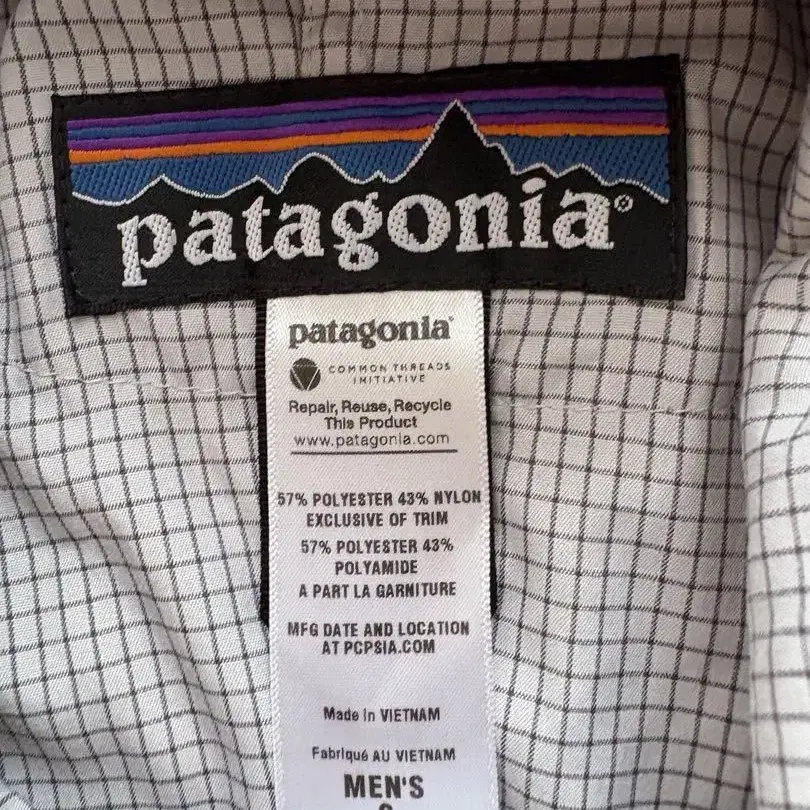 patagonia®
patagonia®
COMMON THREADS
INITIATIVE
Repair, Reuse, Recycle
This Product
www.patagonia.com
57% POLYESTER 43% NYLON
EXCLUSIVE OF TRIM
57% POLYESTER 43%
POLYAMIDE
A PART LA GARNITURE
MFG DATE AND LOCATION
AT PCPSIA.COM
Made in VIETNAM
Fabriqué AU VIETNAM
MEN'S